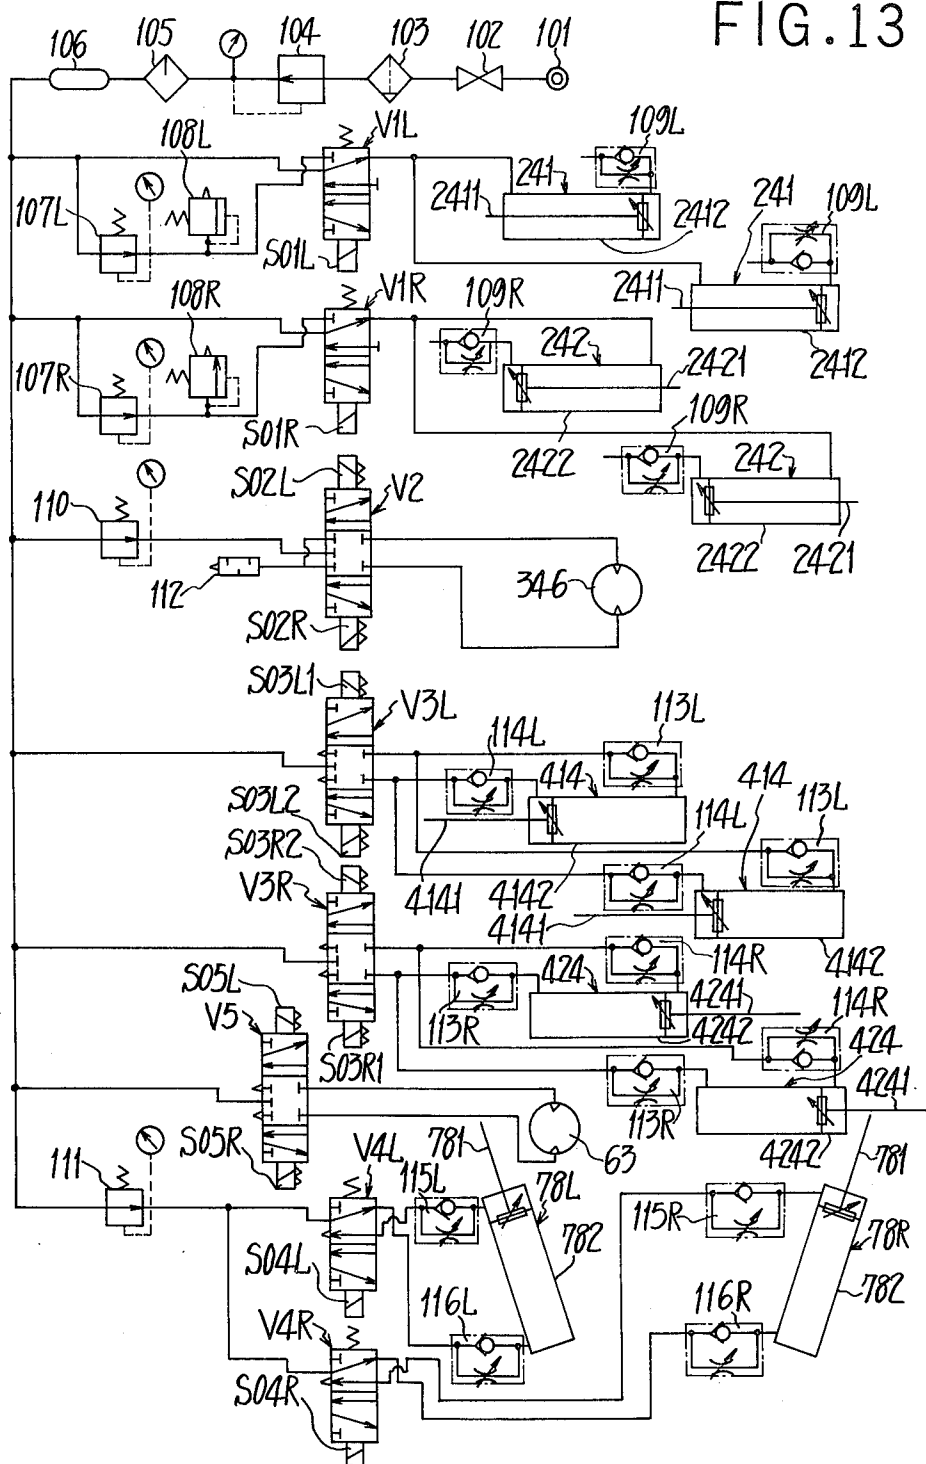 FIG.13
106 105 104 103 102 101
108L V1L 109L
241
107L 2411 2412 241 109L
S01L
108R V1R 109R 2411
242 2421 2412
107R
S01R 2422 109R
S02L V2 242
110
112 346 2422 2421
S02R
S03L1
V3L 113L
114L 414 414
S03L2 113L
S03R2 114L
V3R 4141 4142
4141
114R 4142
S05L 424 4241
V5 113R 4242 114R
S03R1 424
4241
113R
S05R 63 781 4242 781
111 V4L 115L 78L
115R 78R
782
S04L 782
116L 116R
V4R
S04R